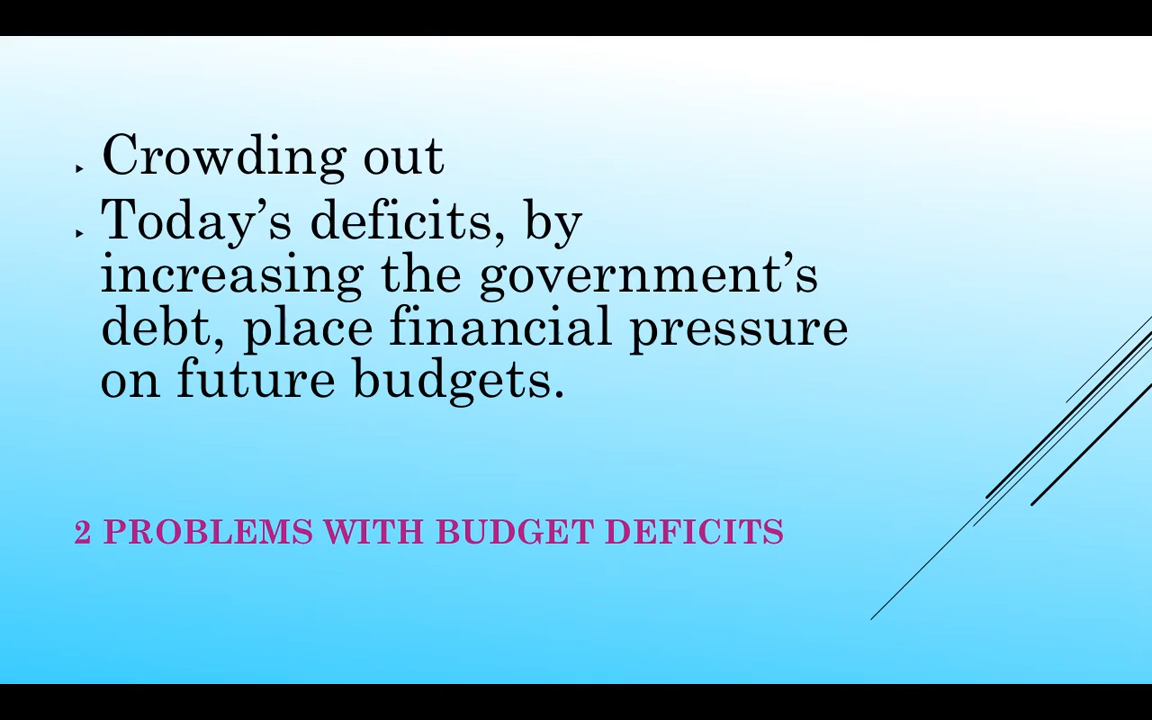 Crowding out
Today’s deficits, by
increasing the government’s
debt, place financial pressure
on future budgets.
2 PROBLEMS WITH BUDGET DEFICITS